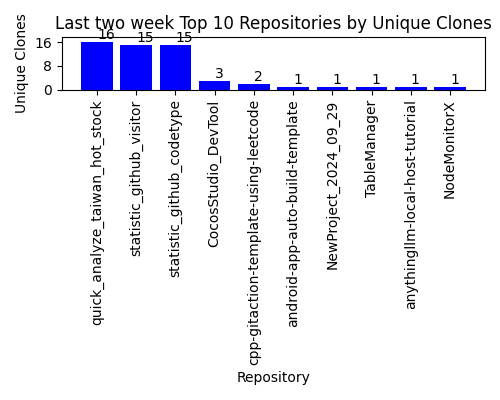 Last two week Top 10 Repositories by Unique Clones
Unique Clones
16
8
0
16
15
15
3
2
1
1
1
1
1
quick_analyze_taiwan_hot_stock
statistic_github_visitor
statistic_github_codetype
CocosStudio_DevTool
cpp-gitaction-template-using-leetcode
android-app-auto-build-template
NewProject_2024_09_29
TableManager
anythingllm-local-host-tutorial
NodeMonitorX
Repository